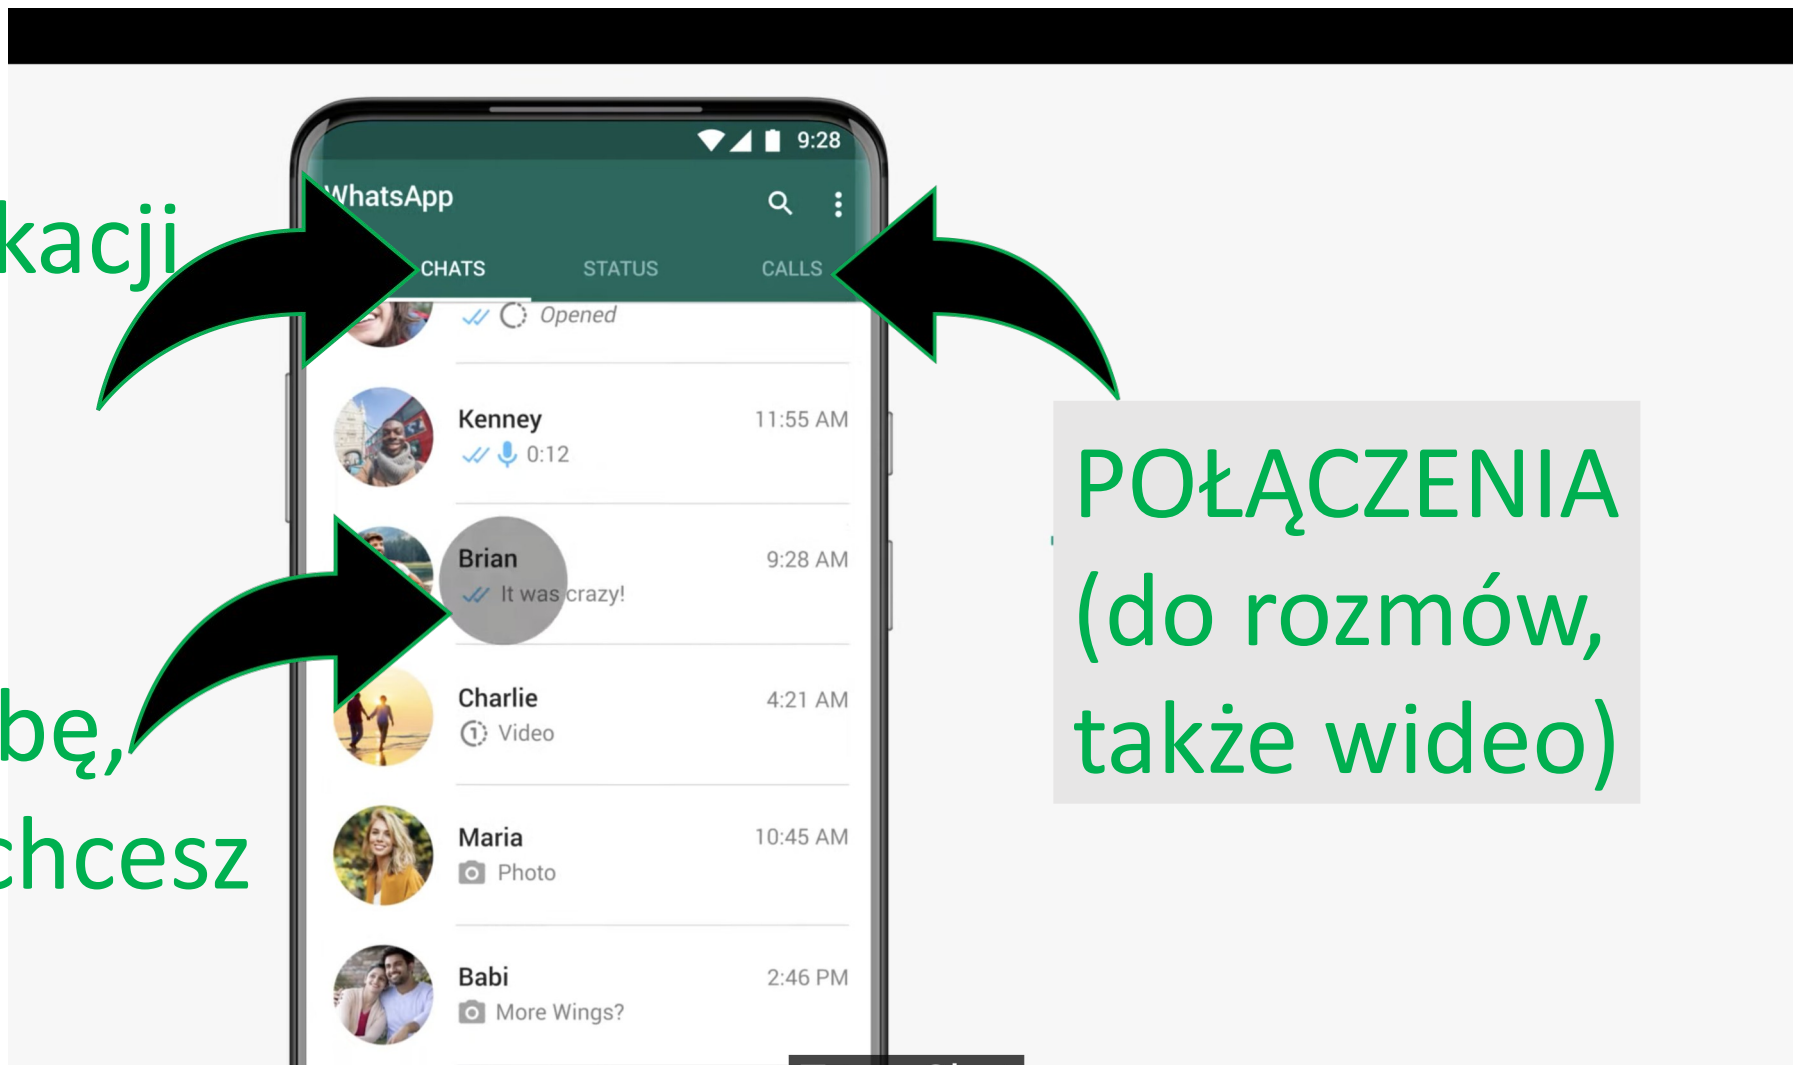 9:28
WhatsApp
kacji
CHATS STATUS CALLS
Opened
Kenney 11:55 AM
0:12
POŁĄCZENIA
(do rozmów,
także wideo)
Brian 9:28 AM
It was crazy!
bę,
chcesz
Charlie 4:21 AM
1 Video
Maria 10:45 AM
Photo
Babi 2:46 PM
More Wings?